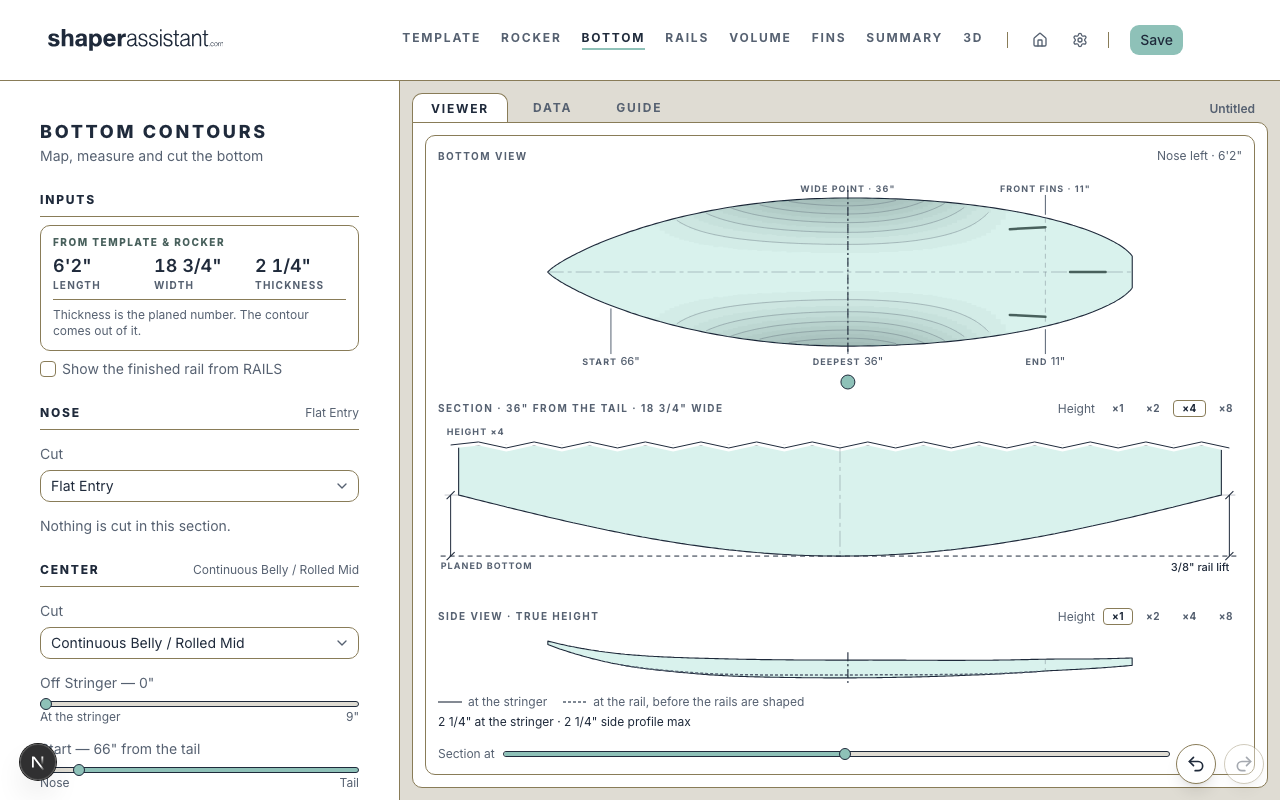 shaperassistant.com
TEMPLATE ROCKER BOTTOM RAILS VOLUME FINS SUMMARY 3D Save
BOTTOM CONTOURS
Map, measure and cut the bottom
INPUTS
FROM TEMPLATE & ROCKER
6'2" 18 3/4" 2 1/4"
LENGTH WIDTH THICKNESS
Thickness is the planed number. The contour
comes out of it.
Show the finished rail from RAILS
NOSE Flat Entry
Cut
Flat Entry
Nothing is cut in this section.
CENTER Continuous Belly / Rolled Mid
Cut
Continuous Belly / Rolled Mid
Off Stringer — 0"
At the stringer 9"
Start — 66" from the tail
Nose Tail
N
VIEWER DATA GUIDE Untitled
BOTTOM VIEW Nose left · 6'2"
WIDE POINT · 36" FRONT FINS · 11"
START 66" DEEPEST 36" END 11"
SECTION · 36" FROM THE TAIL · 18 3/4" WIDE Height ×1 ×2 ×4 ×8
HEIGHT ×4
PLANED BOTTOM 3/8" rail lift
SIDE VIEW · TRUE HEIGHT Height ×1 ×2 ×4 ×8
at the stringer at the rail, before the rails are shaped
2 1/4" at the stringer · 2 1/4" side profile max
Section at